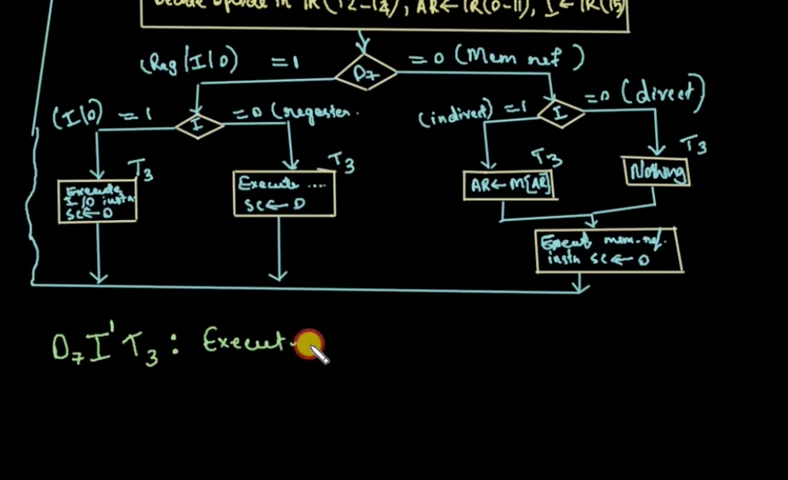 Decode opcode in IR(12-14), AR← IR(0-11), I← IR(15)
(Reg/I/O) =1
D7
=0 (Mem ref)
(I/O) =1
I
=0 (regester.
(indirect) =1
I
=0 (direct)
T3
T3
T3
T3
Execute
I/O instn
SC← 0
Execute ....
SC← 0
AR← M[AR]
Nothing
Execut mem-ref.
instn SC← 0
D7I'T3: Execut